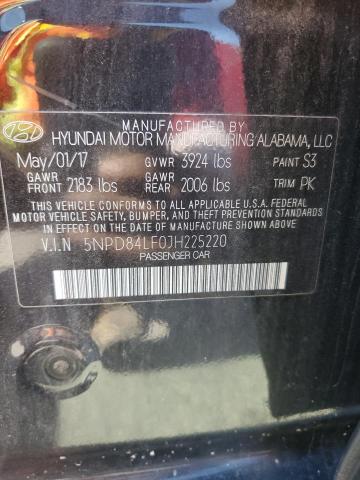 MANUFACTURED BY
HYUNDAI MOTOR MANUFACTURING ALABAMA, LLC
May/01/17 GVWR 3924 lbs PAINT S3
GAWR FRONT 2183 lbs GAWR REAR 2006 lbs TRIM PK
THIS VEHICLE CONFORMS TO ALL APPLICABLE U.S.A. FEDERAL
MOTOR VEHICLE SAFETY, BUMPER, AND THEFT PREVENTION STANDARDS
IN EFFECT ON THE DATE OF MANUFACTURE SHOWN ABOVE.
V.I.N 5NPD84LF0JH225220
PASSENGER CAR